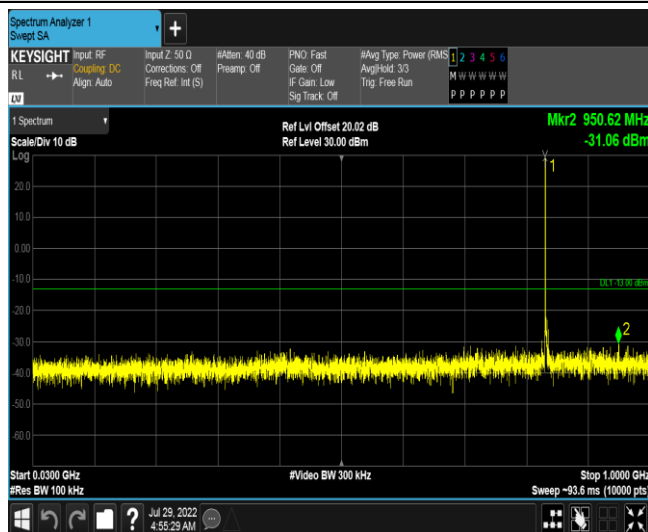 Spectrum Analyzer 1
Swept SA
+
KEYSIGHT
RL
LXI
Input: RF
Coupling: DC
Align: Auto
Input Z: 50 Ω
Corrections: Off
Freq Ref: Int (S)
#Atten: 40 dB
Preamp: Off
PNO: Fast
Gate: Off
IF Gain: Low
Sig Track: Off
#Avg Type: Power (RMS
Avg|Hold: 3/3
Trig: Free Run
1 2 3 4 5 6
M W W W W W
P P P P P P
1 Spectrum
Scale/Div 10 dB
Log
Ref Lvl Offset 20.02 dB
Ref Level 30.00 dBm
Mkr2 950.62 MHz
-31.06 dBm
1
20.0
10.0
0.00
-10.0
DL1 -13.00 dBm
-20.0
-30.0
2
-40.0
-50.0
-60.0
Start 0.0300 GHz
#Res BW 100 kHz
#Video BW 300 kHz
Stop 1.0000 GHz
Sweep ~93.6 ms (10000 pts)
?
Jul 29, 2022
4:55:29 AM